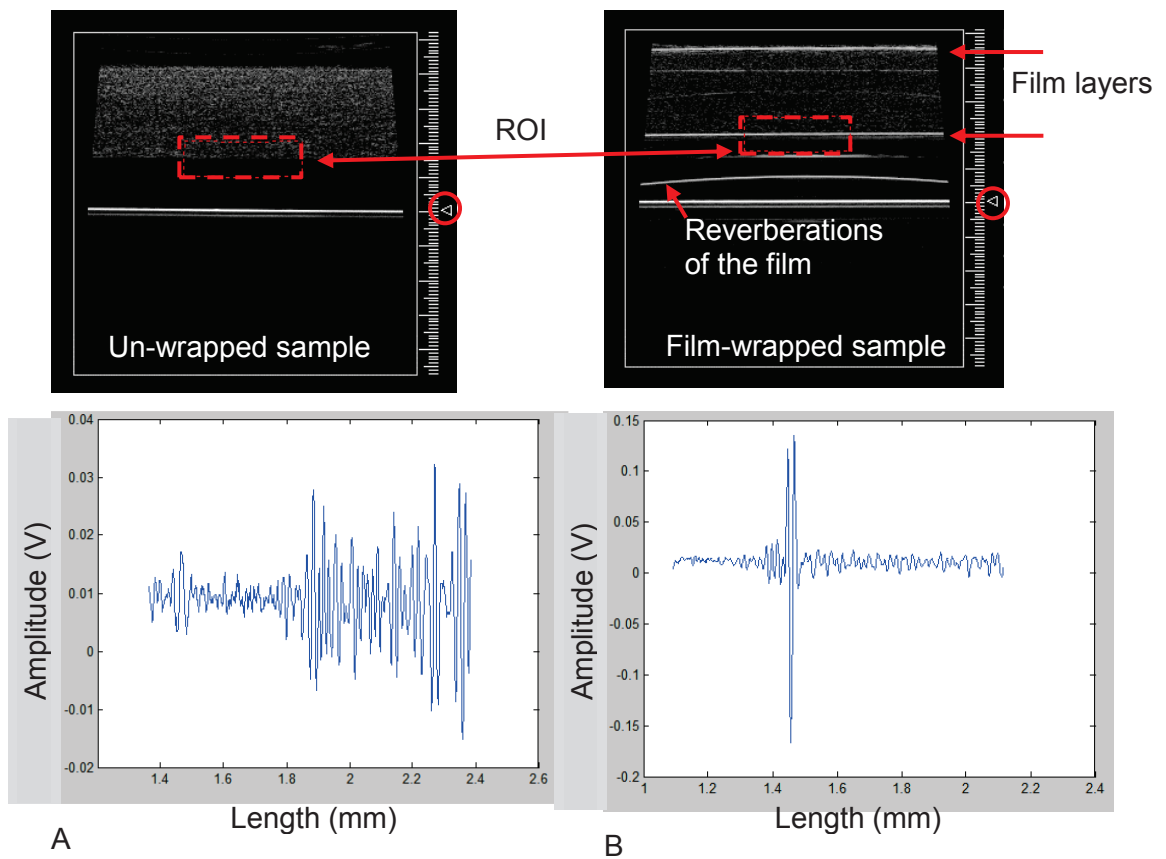 ROI
Film layers
Reverberations
of the film
Un-wrapped sample
Film-wrapped sample
0.04
0.03
0.02
0.01
0
-0.01
-0.02
Amplitude (V)
1.4
1.6
1.8
2
2.2
2.4
2.6
Length (mm)
A
0.15
0.1
0.05
0
-0.05
-0.1
-0.15
-0.2
Amplitude (V)
1
1.2
1.4
1.6
1.8
2
2.2
2.4
Length (mm)
B